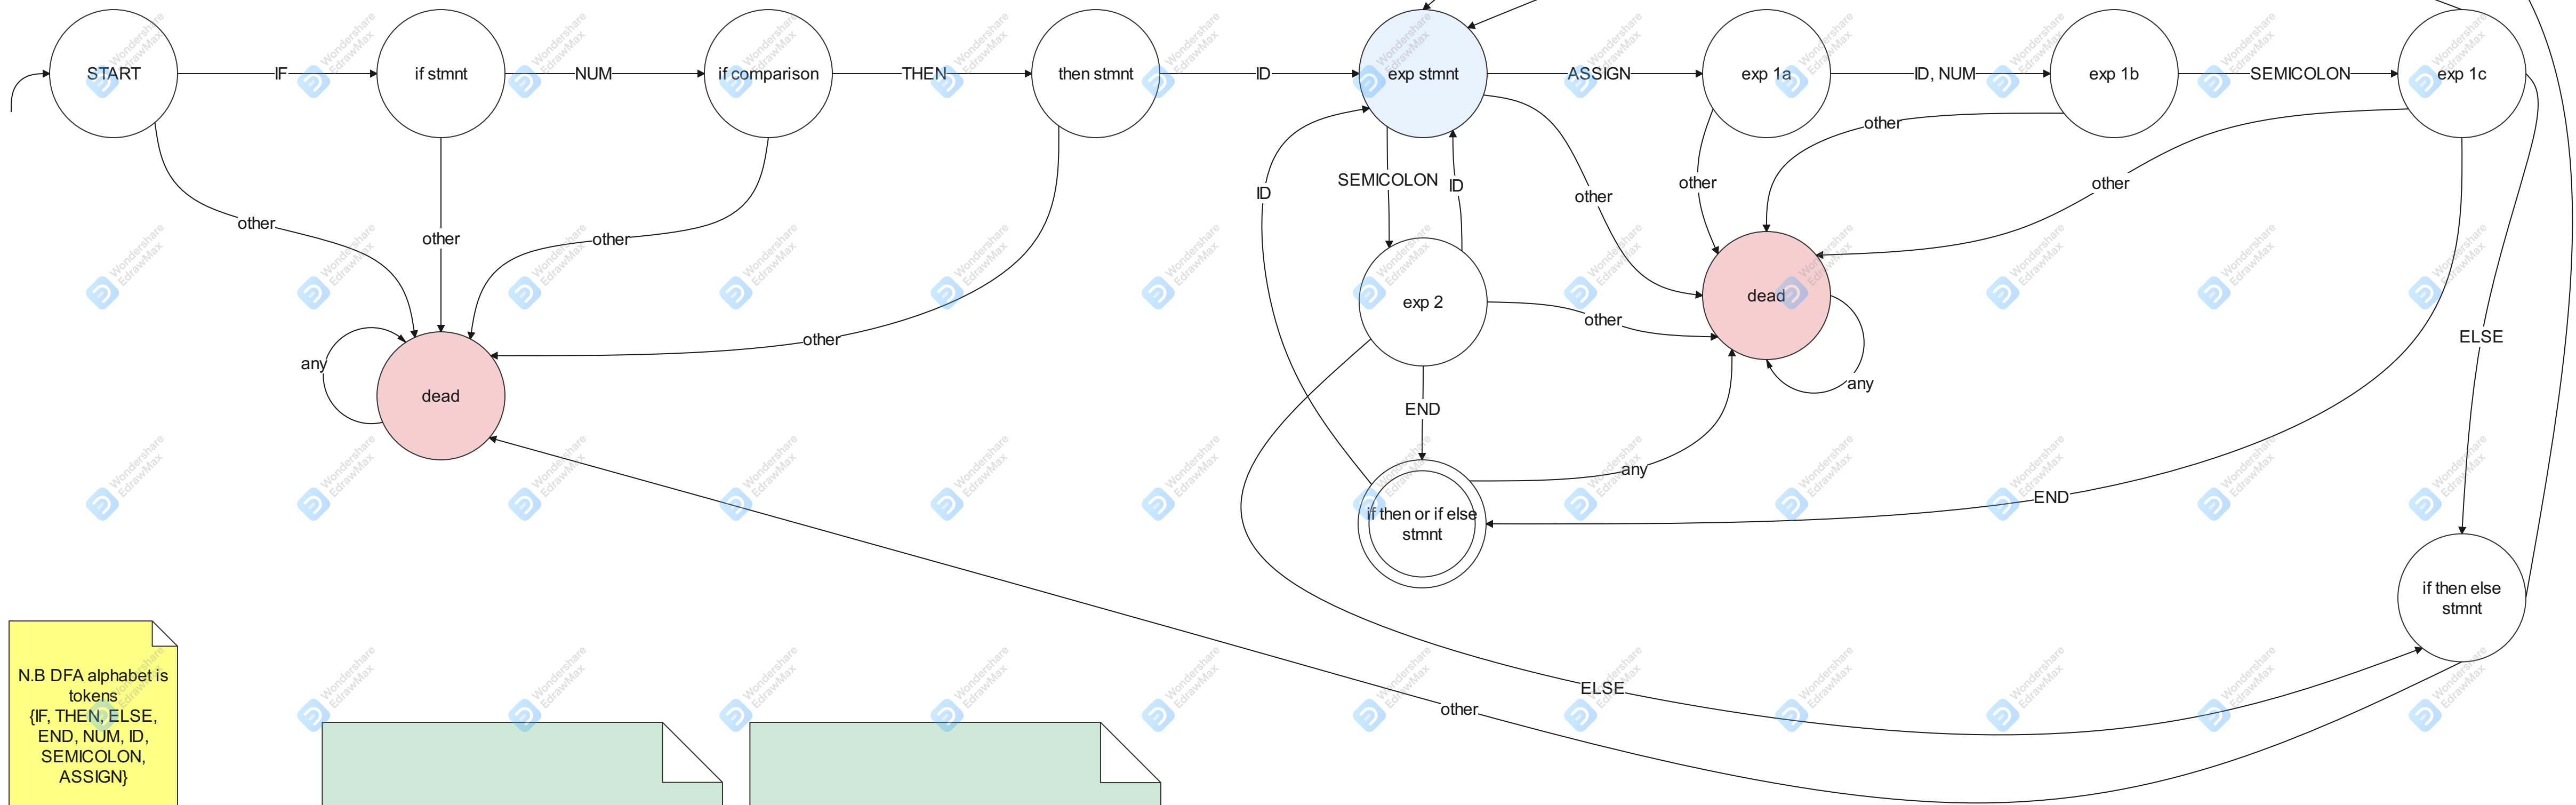 START
IF
if stmnt
NUM
if comparison
THEN
then stmnt
ID
exp stmnt
ASSIGN
exp 1a
ID, NUM
exp 1b
SEMICOLON
exp 1c
other
other
other
other
any
dead
ID
SEMICOLON
ID
other
other
other
other
exp 2
other
dead
any
ELSE
END
any
if then or if else
stmnt
END
if then else
stmnt
ELSE
other
N.B DFA alphabet is
tokens
{IF, THEN, ELSE,
END, NUM, ID,
SEMICOLON,
ASSIGN}
Wondershare
EdrawMax